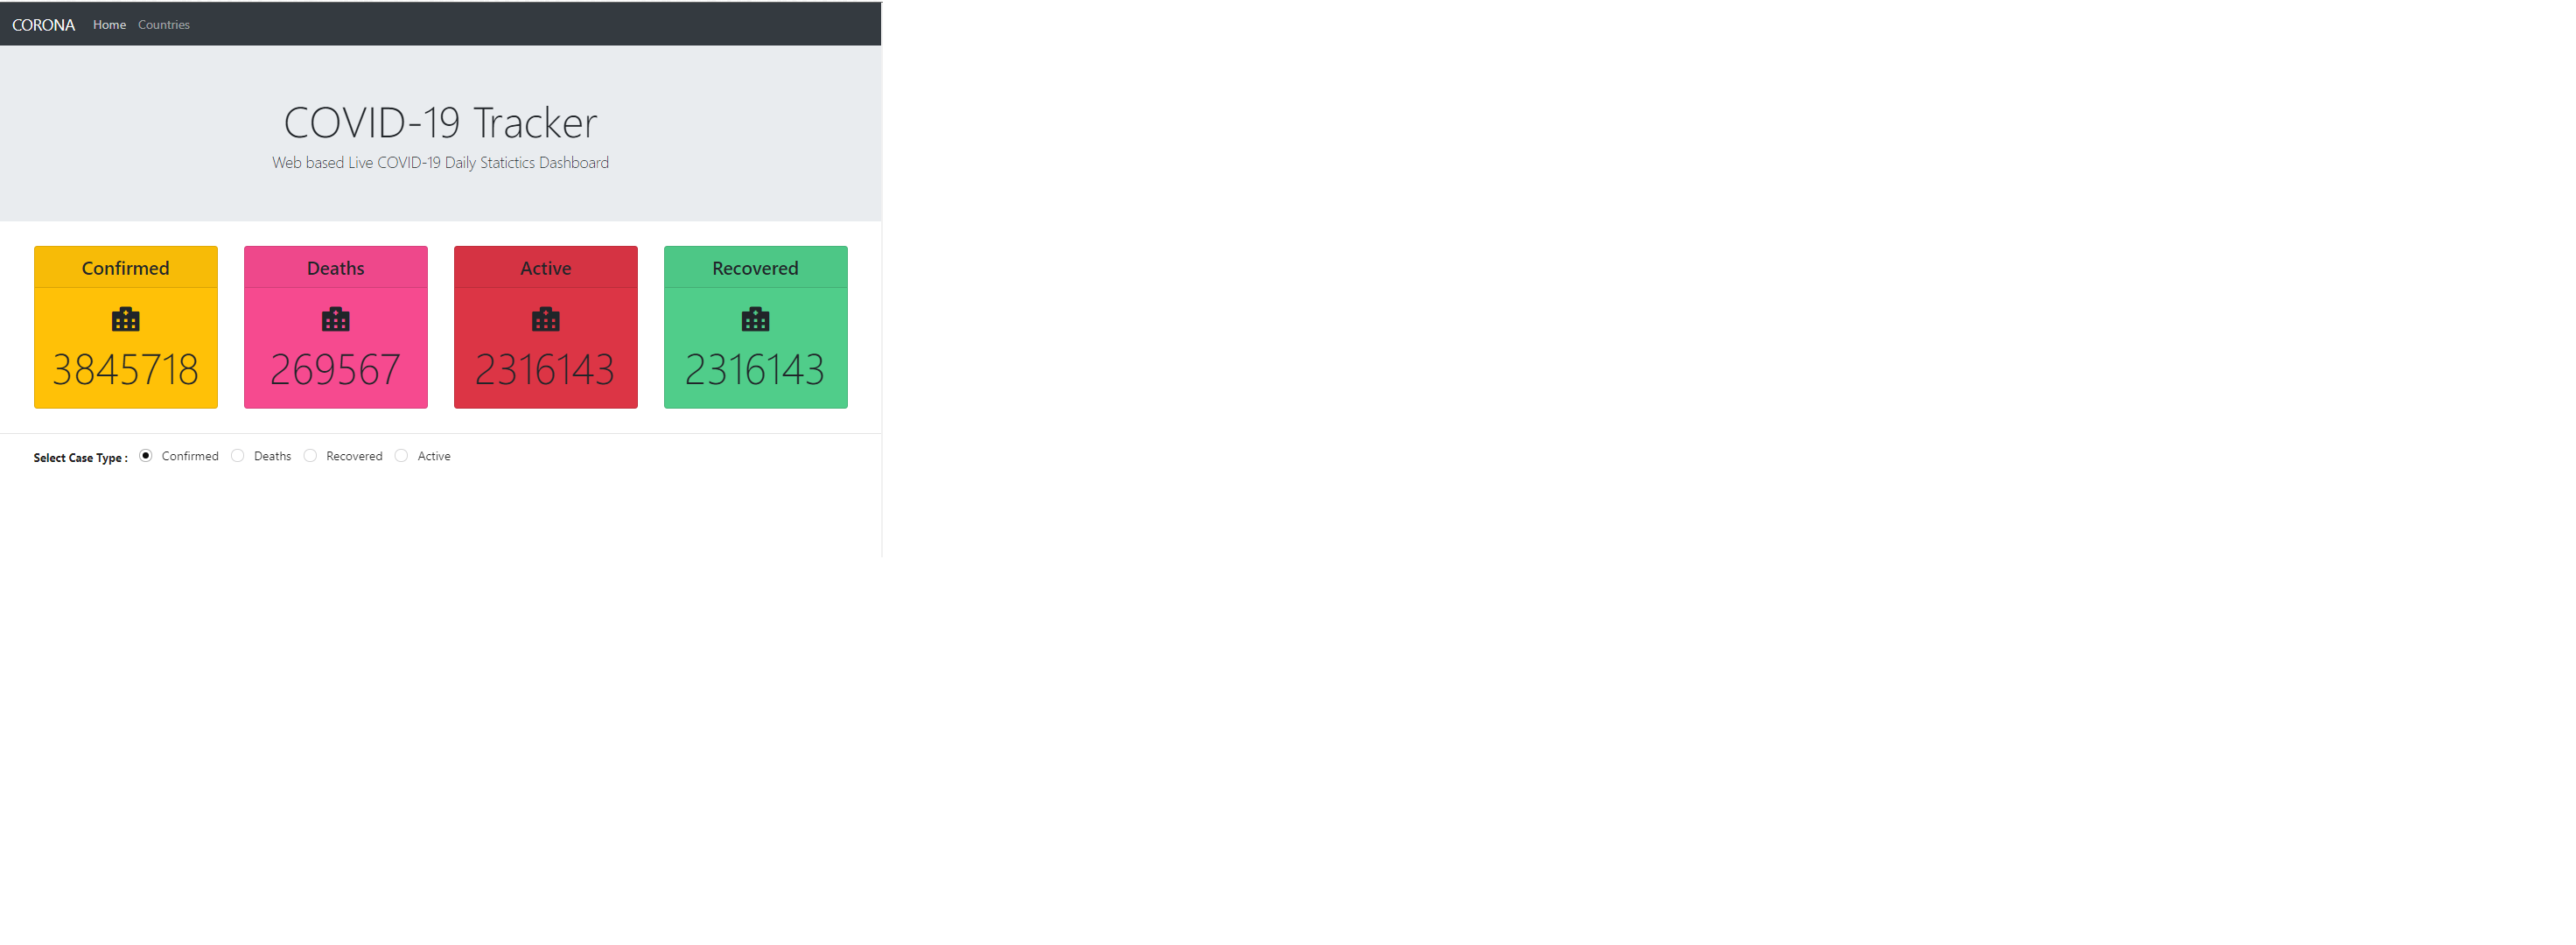 CORONA Home Countries
COVID-19 Tracker
Web based Live COVID-19 Daily Statictics Dashboard
Confirmed Deaths Active Recovered
3845718 269567 2316143 2316143
Select Case Type : Confirmed Deaths Recovered Active